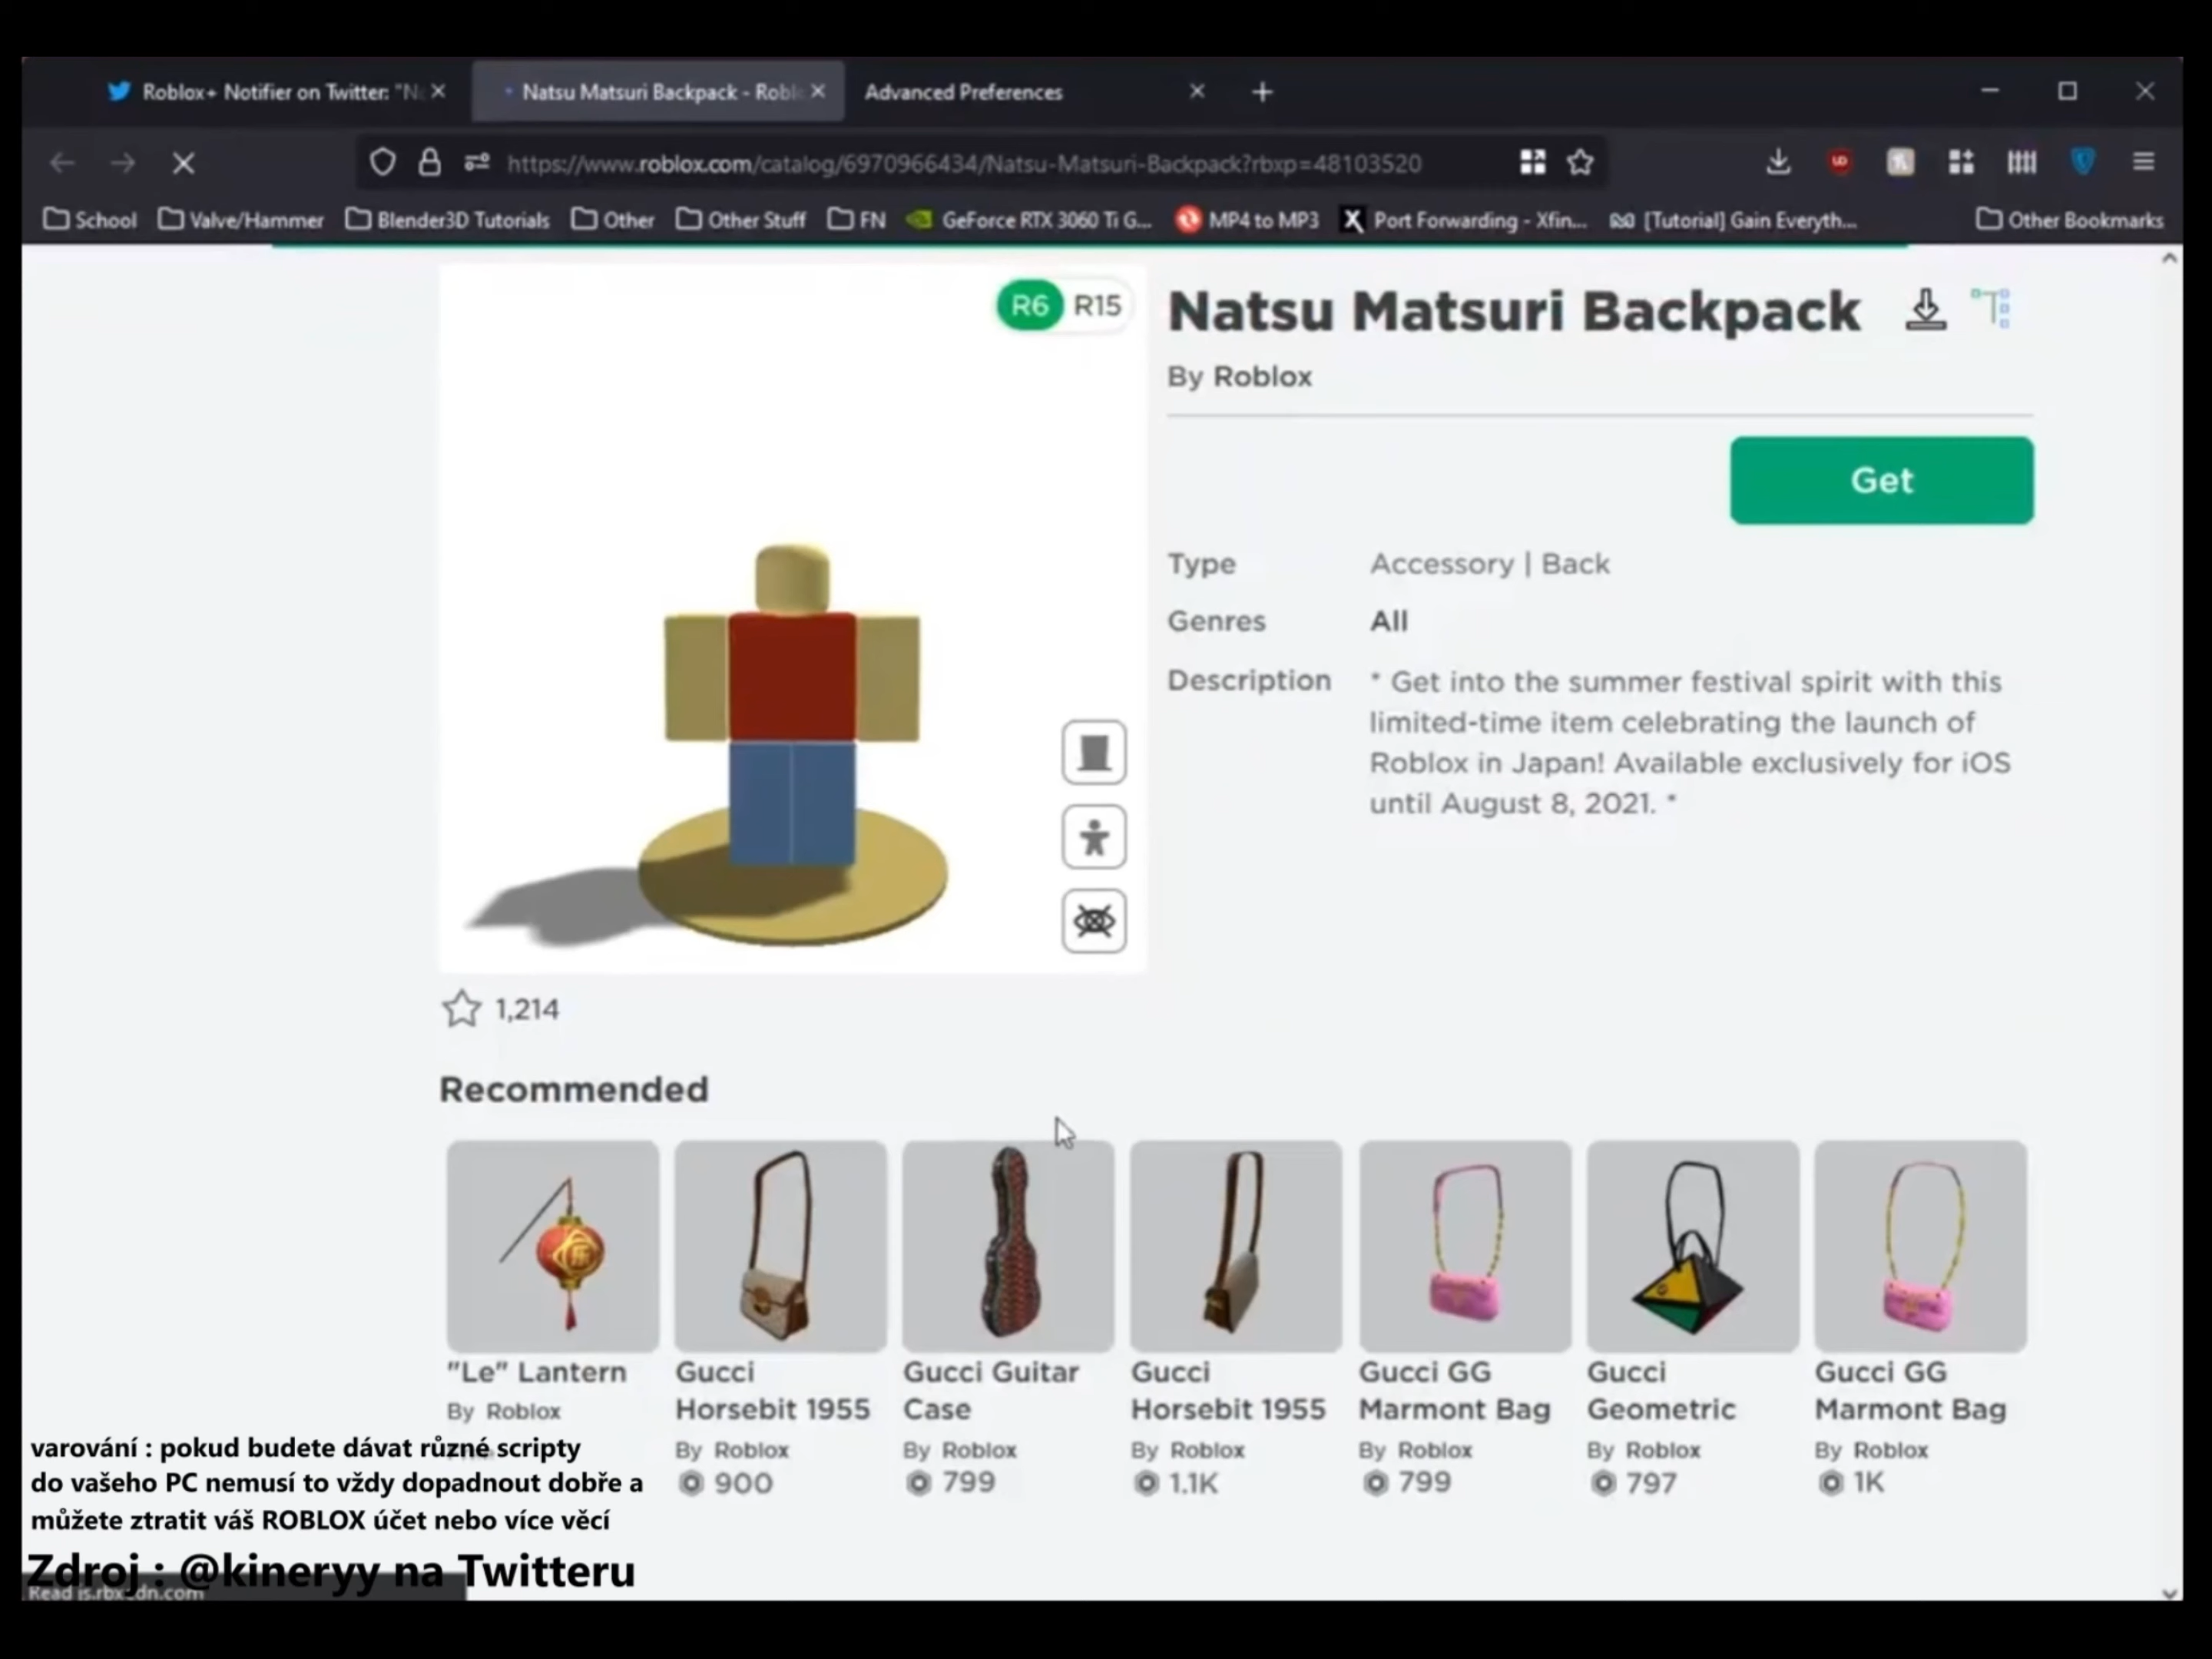 Roblox+ Notifier on Twitter: "N
Natsu Matsuri Backpack - Robl
Advanced Preferences
https://www.roblox.com/catalog/6970966434/Natsu-Matsuri-Backpack?rbxp=48103520
School
Valve/Hammer
Blender3D Tutorials
Other
Other Stuff
FN
GeForce RTX 3060 Ti G...
MP4 to MP3
Port Forwarding - Xfin...
[Tutorial] Gain Everyth...
Other Bookmarks
R6 R15
Natsu Matsuri Backpack
By Roblox
Get
Type Accessory | Back
Genres All
Description * Get into the summer festival spirit with this
limited-time item celebrating the launch of
Roblox in Japan! Available exclusively for iOS
until August 8, 2021. *
1,214
Recommended
"Le" Lantern
By Roblox
Gucci
Horsebit 1955
By Roblox
900
Gucci Guitar
Case
By Roblox
799
Gucci
Horsebit 1955
By Roblox
1.1K
Gucci GG
Marmont Bag
By Roblox
799
Gucci
Geometric
By Roblox
797
Gucci GG
Marmont Bag
By Roblox
1K
varování : pokud budete dávat různé scripty
do vašeho PC nemusí to vždy dopadnout dobře a
můžete ztratit váš ROBLOX účet nebo více věcí
Zdroj : @kineryy na Twitteru
Read